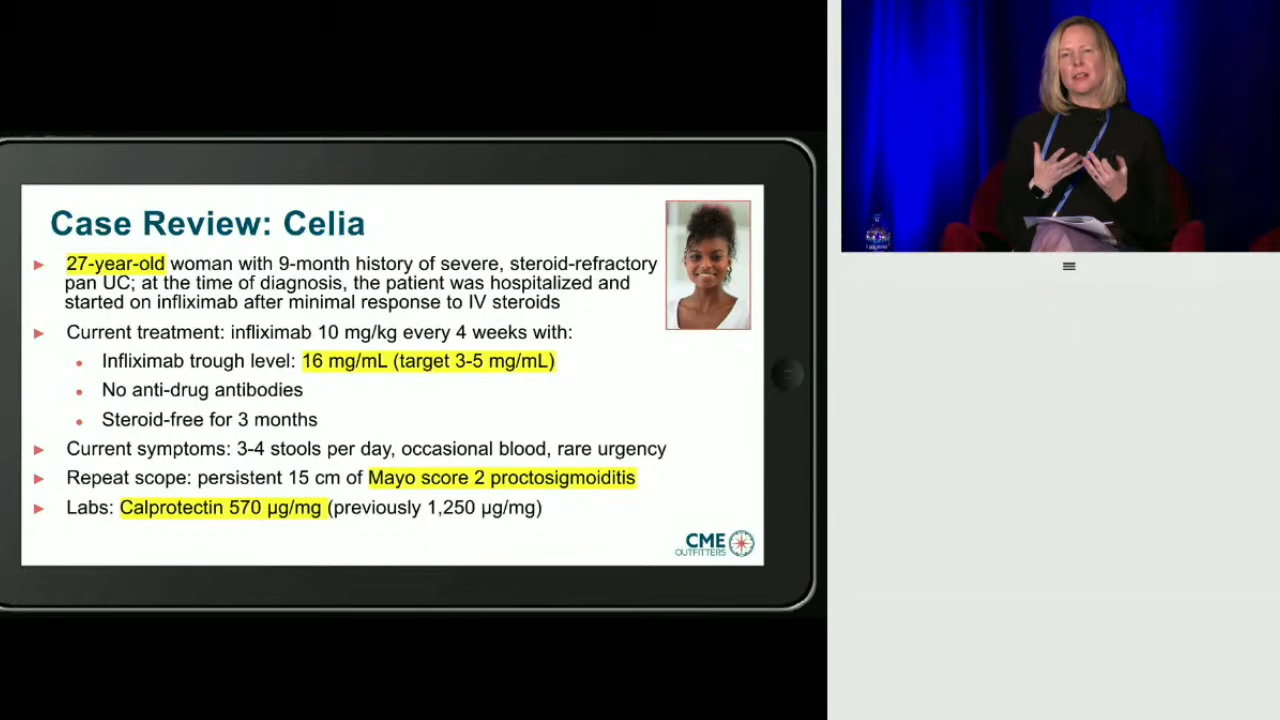 Case Review: Celia
27-year-old woman with 9-month history of severe, steroid-refractory
pan UC; at the time of diagnosis, the patient was hospitalized and
started on infliximab after minimal response to IV steroids
Current treatment: infliximab 10 mg/kg every 4 weeks with:
Infliximab trough level: 16 mg/mL (target 3-5 mg/mL)
No anti-drug antibodies
Steroid-free for 3 months
Current symptoms: 3-4 stools per day, occasional blood, rare urgency
Repeat scope: persistent 15 cm of Mayo score 2 proctosigmoiditis
Labs: Calprotectin 570 µg/mg (previously 1,250 µg/mg)
CME
OUTFITTERS